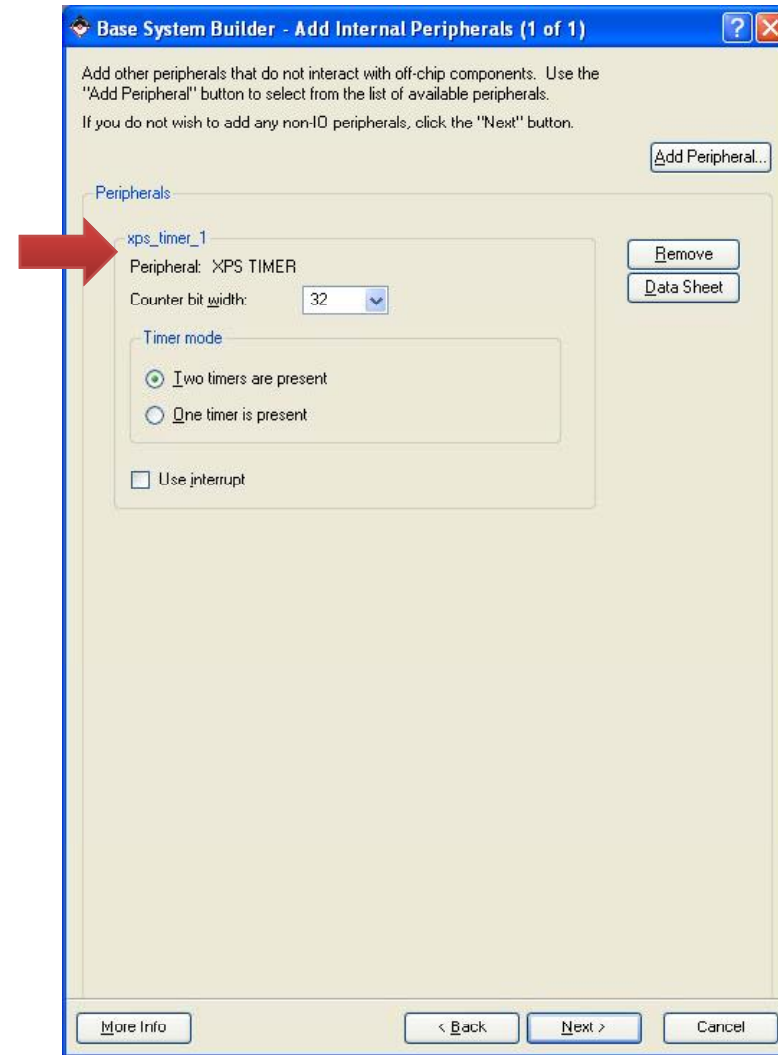 Base System Builder - Add Internal Peripherals (1 of 1)
Add other peripherals that do not interact with off-chip components. Use the
"Add Peripheral" button to select from the list of available peripherals.
If you do not wish to add any non-IO peripherals, click the "Next" button.
Add Peripheral...
Peripherals
xps_timer_1
Peripheral: XPS TIMER
Remove
Counter bit width: 32
Data Sheet
Timer mode
Two timers are present
One timer is present
Use interrupt
More Info < Back Next > Cancel